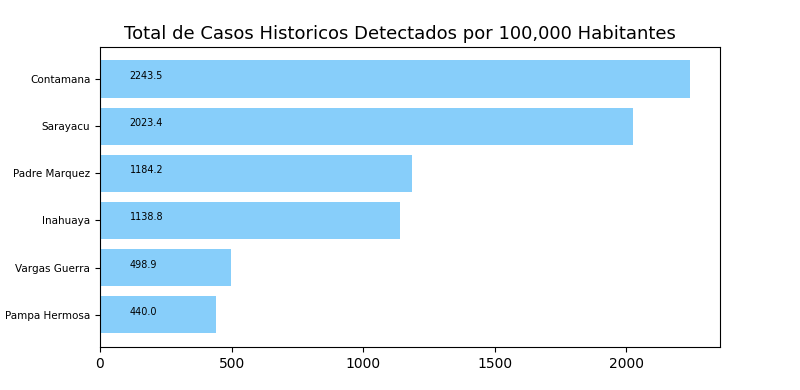 Total de Casos Historicos Detectados por 100,000 Habitantes
Contamana 2243.5
Sarayacu 2023.4
Padre Marquez 1184.2
Inahuaya 1138.8
Vargas Guerra 498.9
Pampa Hermosa 440.0
0 500 1000 1500 2000